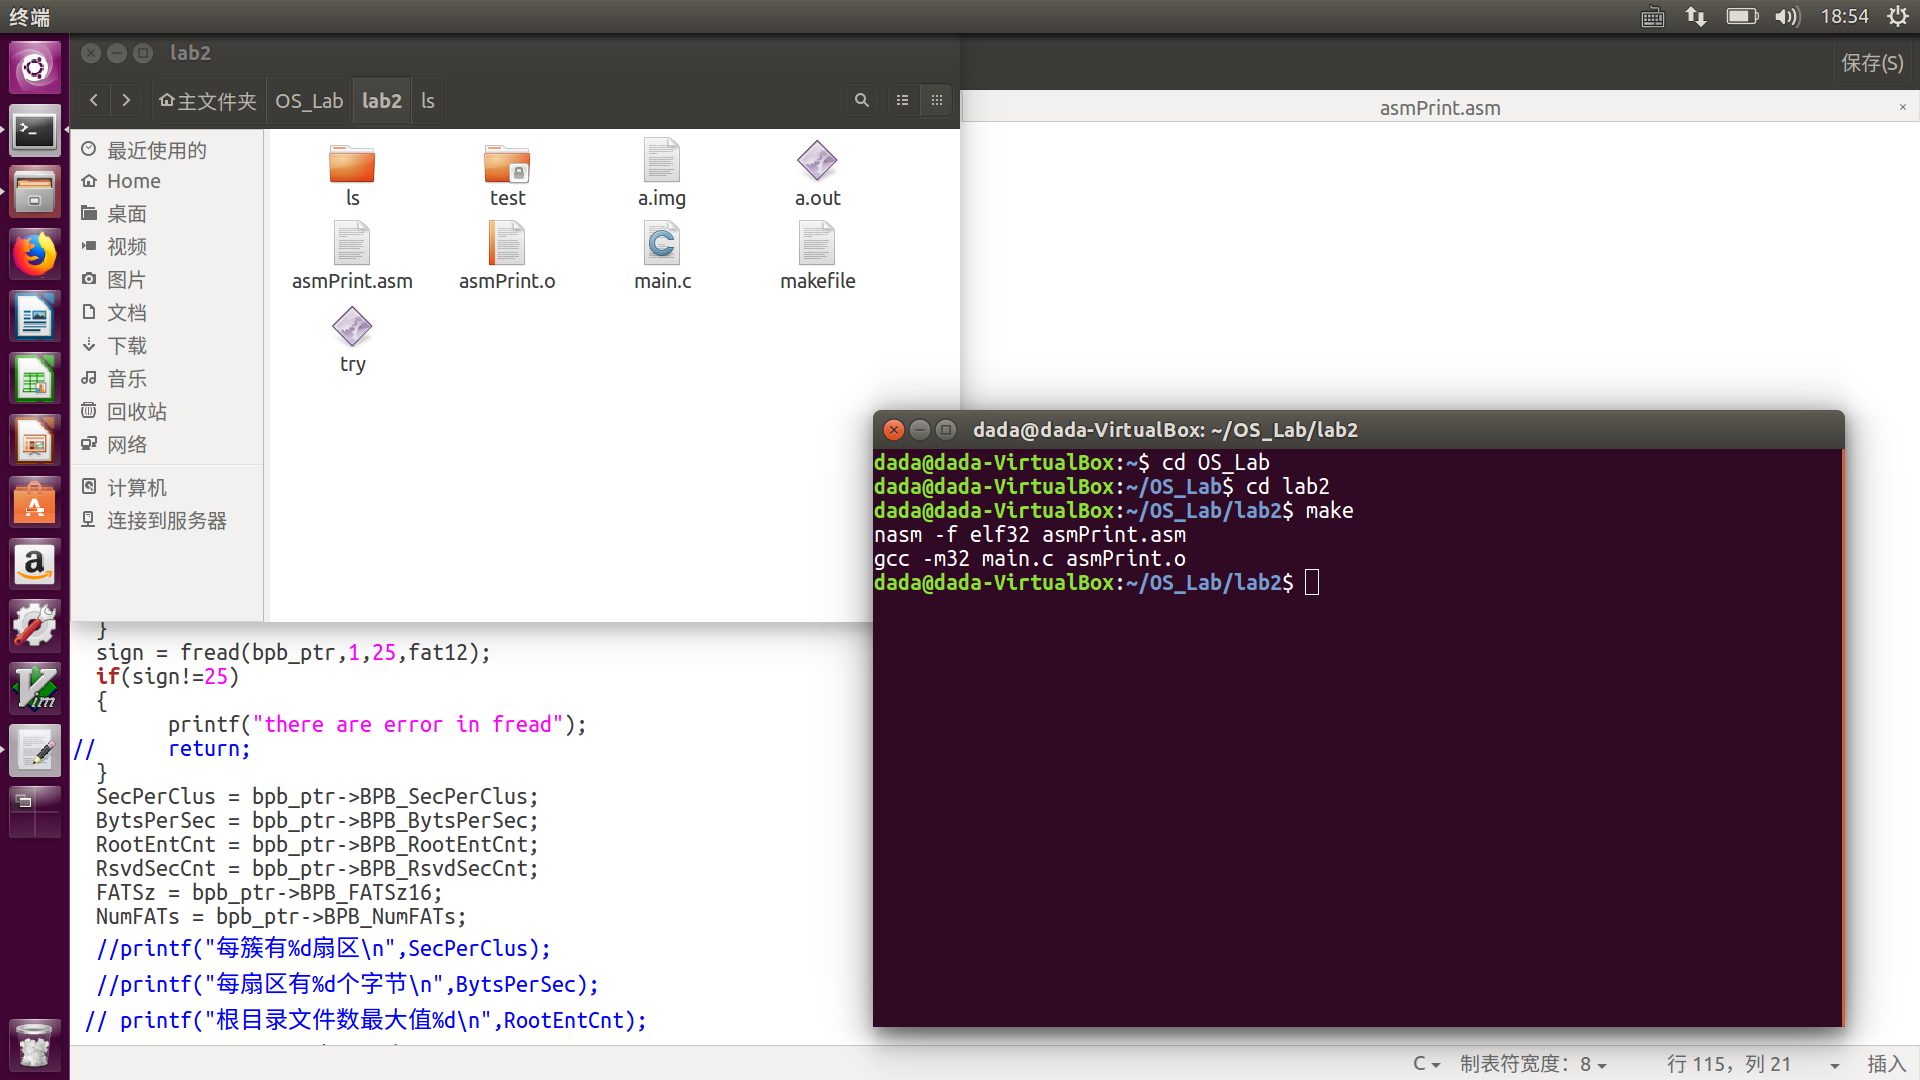 终端
18:54
lab2
主文件夹
OS_Lab
lab2
ls
保存(S)
asmPrint.asm
最近使用的
Home
桌面
视频
图片
文档
下载
音乐
回收站
网络
计算机
连接到服务器
ls
test
a.img
a.out
asmPrint.asm
asmPrint.o
main.c
makefile
try
dada@dada-VirtualBox: ~/OS_Lab/lab2
dada@dada-VirtualBox:~$ cd OS_Lab
dada@dada-VirtualBox:~/OS_Lab$ cd lab2
dada@dada-VirtualBox:~/OS_Lab/lab2$ make
nasm -f elf32 asmPrint.asm
gcc -m32 main.c asmPrint.o
dada@dada-VirtualBox:~/OS_Lab/lab2$
}
sign = fread(bpb_ptr,1,25,fat12);
if(sign!=25)
{
printf("there are error in fread");
// return;
}
SecPerClus = bpb_ptr->BPB_SecPerClus;
BytsPerSec = bpb_ptr->BPB_BytsPerSec;
RootEntCnt = bpb_ptr->BPB_RootEntCnt;
RsvdSecCnt = bpb_ptr->BPB_RsvdSecCnt;
FATSz = bpb_ptr->BPB_FATSz16;
NumFATs = bpb_ptr->BPB_NumFATs;
//printf("每簇有%d扇区\n",SecPerClus);
//printf("每扇区有%d个字节\n",BytsPerSec);
// printf("根目录文件数最大值%d\n",RootEntCnt);
C
制表符宽度：8
行 115，列 21
插入